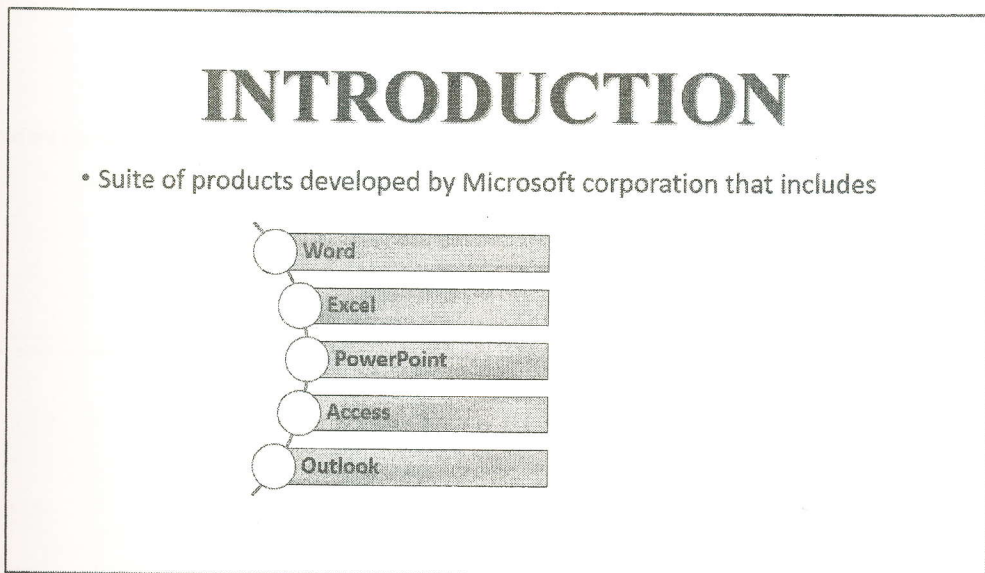 INTRODUCTION
• Suite of products developed by Microsoft corporation that includes
Word
Excel
PowerPoint
Access
Outlook